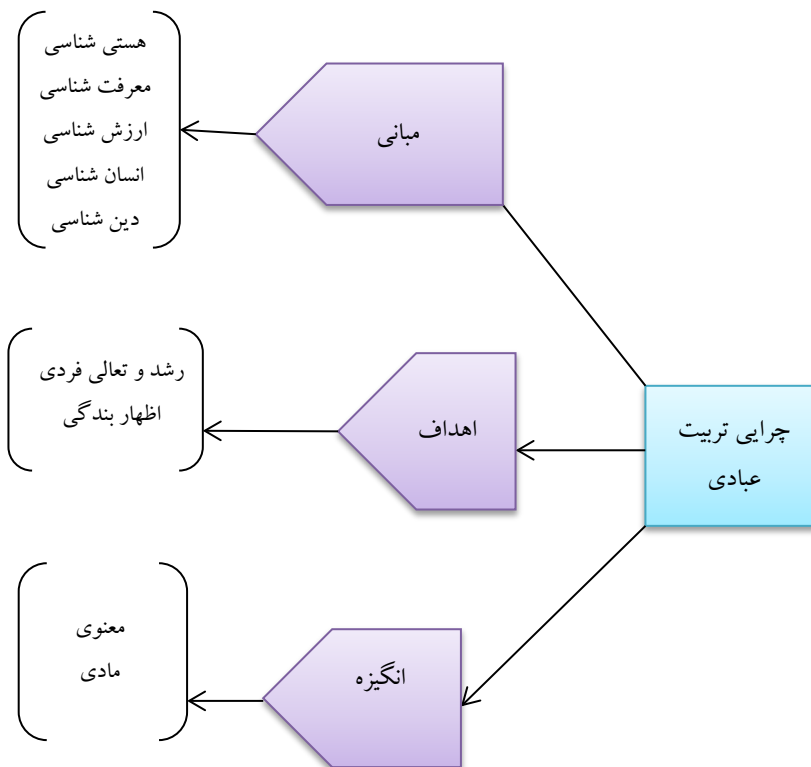 چرایی تربیت
عبادی
مبانی
هستی شناسی
معرفت شناسی
ارزش شناسی
انسان شناسی
دین شناسی
اهداف
رشد و تعالی فردی
اظهار بندگی
انگیزه
معنوی
مادی